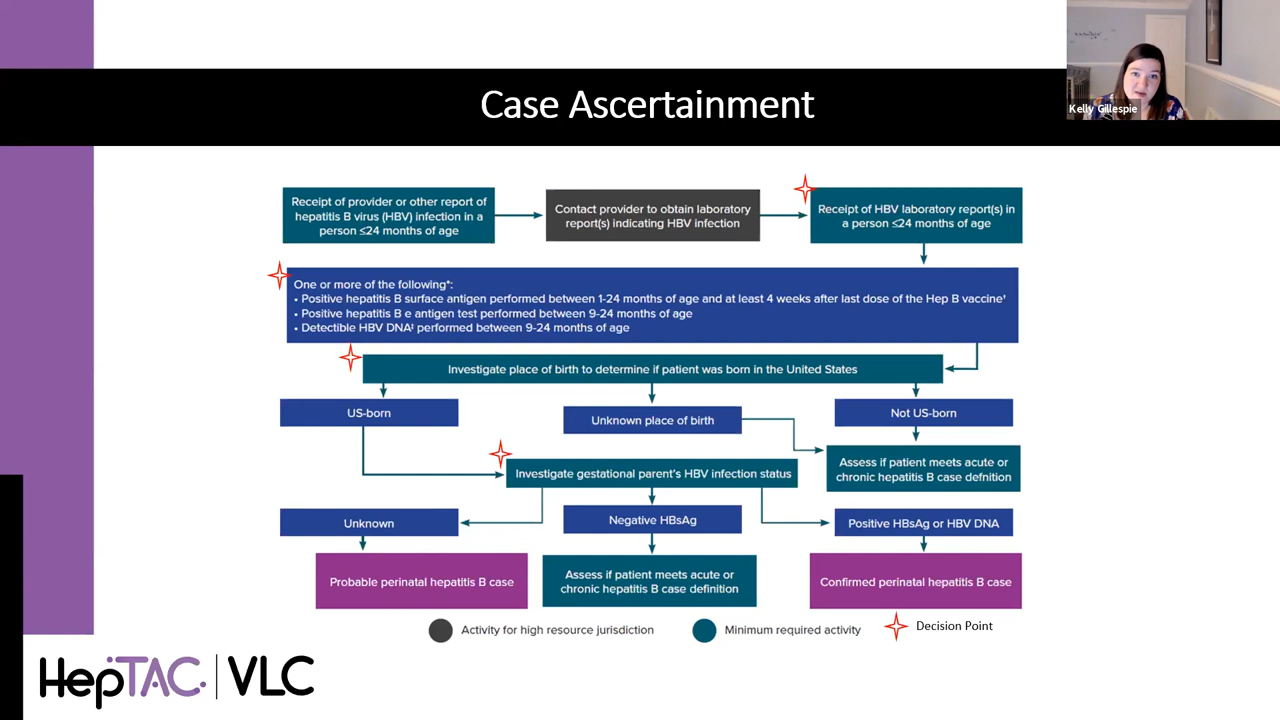 Case Ascertainment
Kelly Gillespie
Receipt of provider or other report of
hepatitis B virus (HBV) infection in a
person ≤24 months of age
Contact provider to obtain laboratory
report(s) indicating HBV infection
Receipt of HBV laboratory report(s) in
a person ≤24 months of age
One or more of the following*:
• Positive hepatitis B surface antigen performed between 1-24 months of age and at least 4 weeks after last dose of the Hep B vaccine†
• Positive hepatitis B e antigen test performed between 9-24 months of age
• Detectible HBV DNA‡ performed between 9-24 months of age
Investigate place of birth to determine if patient was born in the United States
US-born
Unknown place of birth
Not US-born
Assess if patient meets acute or
chronic hepatitis B case defnition
Investigate gestational parent's HBV infection status
Unknown
Negative HBsAg
Positive HBsAg or HBV DNA
Probable perinatal hepatitis B case
Assess if patient meets acute or
chronic hepatitis B case definition
Confirmed perinatal hepatitis B case
Activity for high resource jurisdiction
Minimum required activity
Decision Point
HepTAC. | VLC